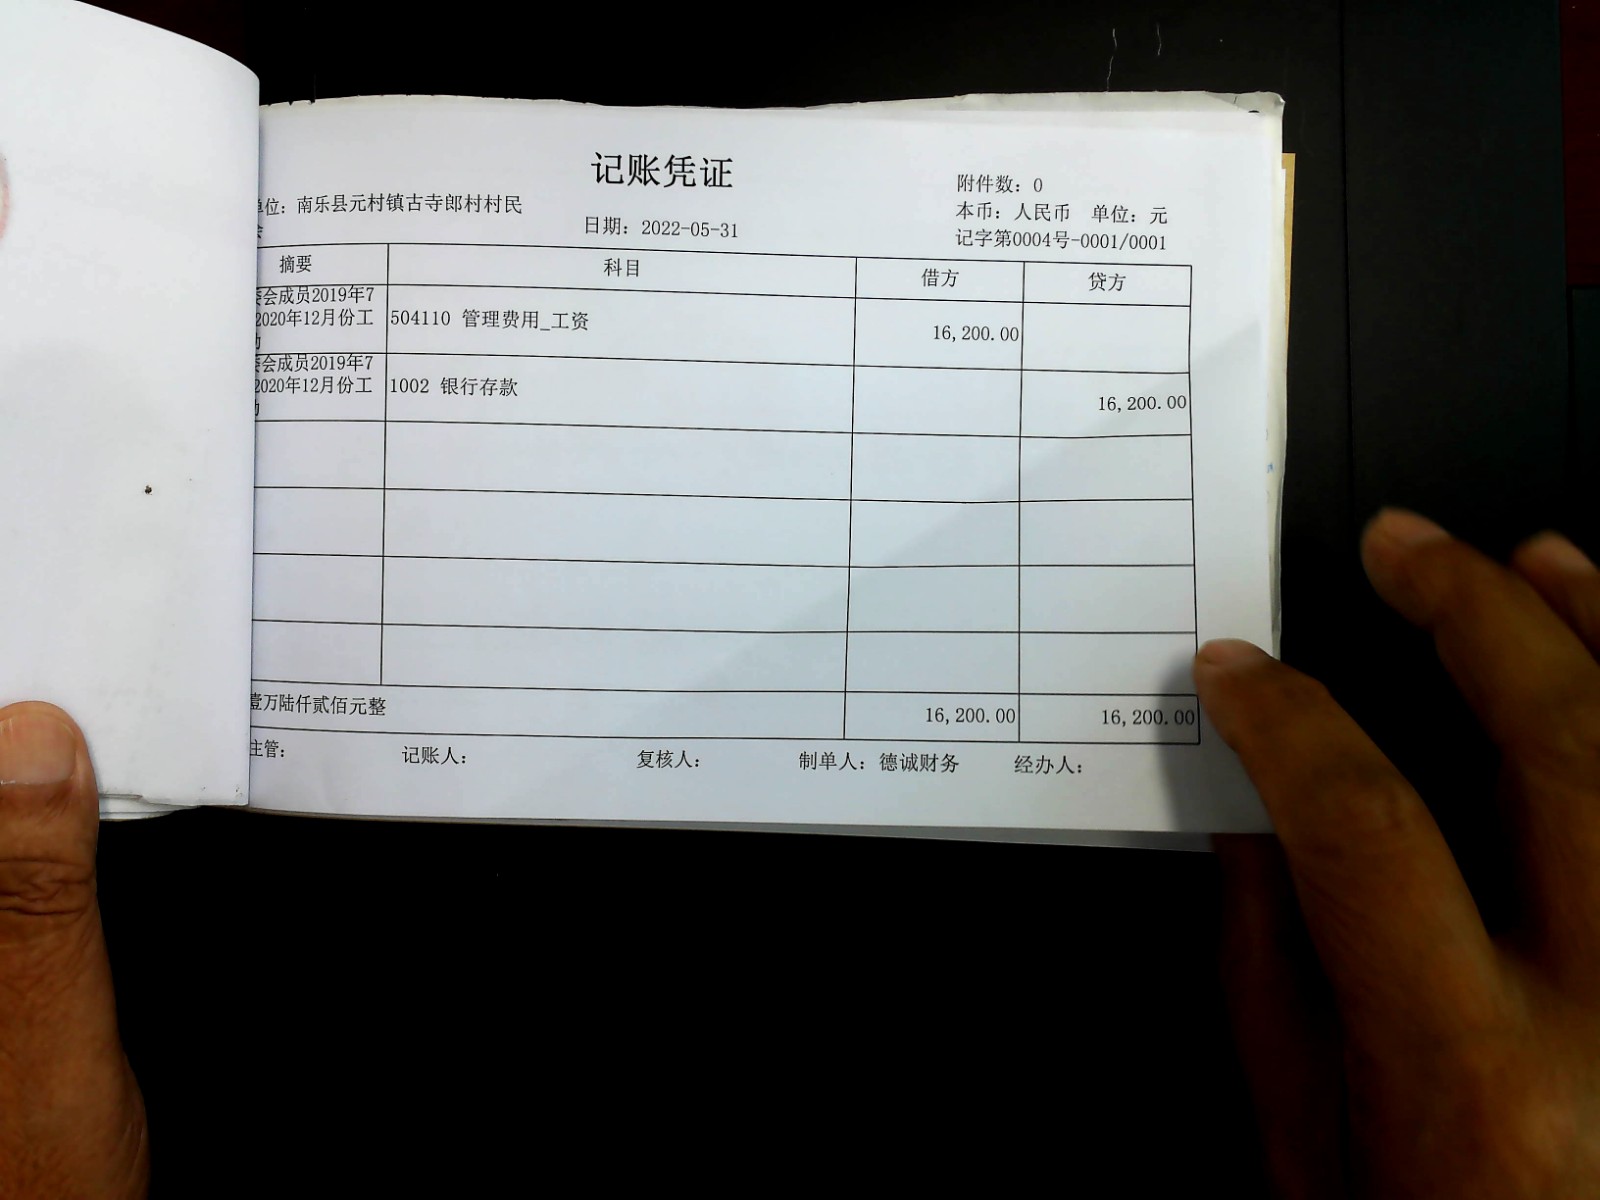 记账凭证
附件数：0
单位：南乐县元村镇古寺郎村村民
本币：人民币 单位：元
会
日期：2022-05-31
记字第0004号-0001/0001
摘要 科目 借方 贷方
委会成员2019年7
2020年12月份工
504110 管理费用_工资 16,200.00
委会成员2019年7
2020年12月份工
1002 银行存款 16,200.00
壹万陆仟贰佰元整 16,200.00 16,200.00
主管： 记账人： 复核人： 制单人：德诚财务 经办人：